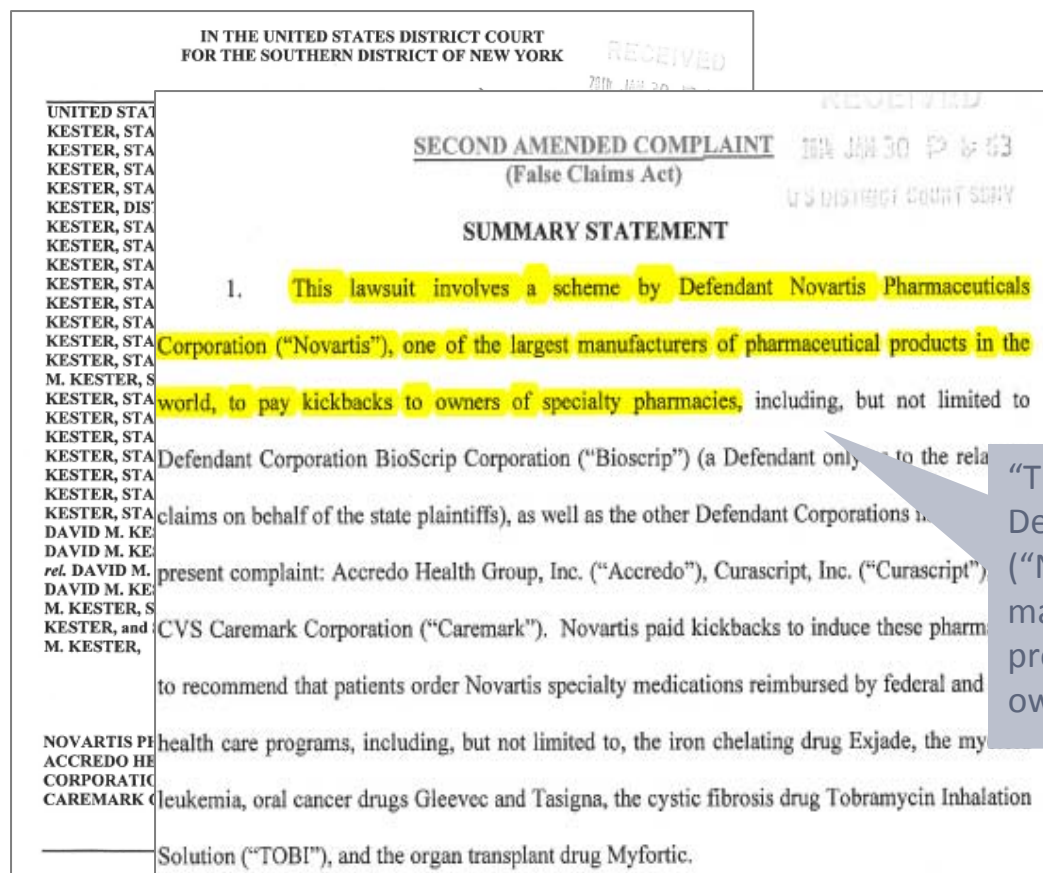 IN THE UNITED STATES DISTRICT COURT
FOR THE SOUTHERN DISTRICT OF NEW YORK
RECEIVED
UNITED STAT
KESTER, STA
KESTER, STA
KESTER, STA
KESTER, STA
KESTER, DIS
KESTER, STA
KESTER, STA
KESTER, STA
KESTER, STA
KESTER, STA
KESTER, STA
KESTER, STA
KESTER, STA
M. KESTER, S
KESTER, STA
KESTER, STA
KESTER, STA
KESTER, STA
KESTER, STA
KESTER, STA
KESTER, STA
DAVID M. KE
DAVID M. KE
rel. DAVID M.
DAVID M. KE
M. KESTER, S
KESTER, and
M. KESTER,
NOVARTIS PH
ACCREDO HE
CORPORATIO
CAREMARK
RECEIVED
SECOND AMENDED COMPLAINT
(False Claims Act)
JAN 30
U S DISTRICT COURT SDNY
SUMMARY STATEMENT
1. This lawsuit involves a scheme by Defendant Novartis Pharmaceuticals
Corporation (“Novartis”), one of the largest manufacturers of pharmaceutical products in the
world, to pay kickbacks to owners of specialty pharmacies, including, but not limited to
Defendant Corporation BioScrip Corporation (“Bioscrip”) (a Defendant only to the rela
claims on behalf of the state plaintiffs), as well as the other Defendant Corporations
present complaint: Accredo Health Group, Inc. (“Accredo”), Curascript, Inc. (“Curascript”)
CVS Caremark Corporation (“Caremark”). Novartis paid kickbacks to induce these pharm
to recommend that patients order Novartis specialty medications reimbursed by federal and
health care programs, including, but not limited to, the iron chelating drug Exjade, the my
leukemia, oral cancer drugs Gleevec and Tasigna, the cystic fibrosis drug Tobramycin Inhalation
Solution (“TOBI”), and the organ transplant drug Myfortic.
“T
De
(“N
ma
pro
ow